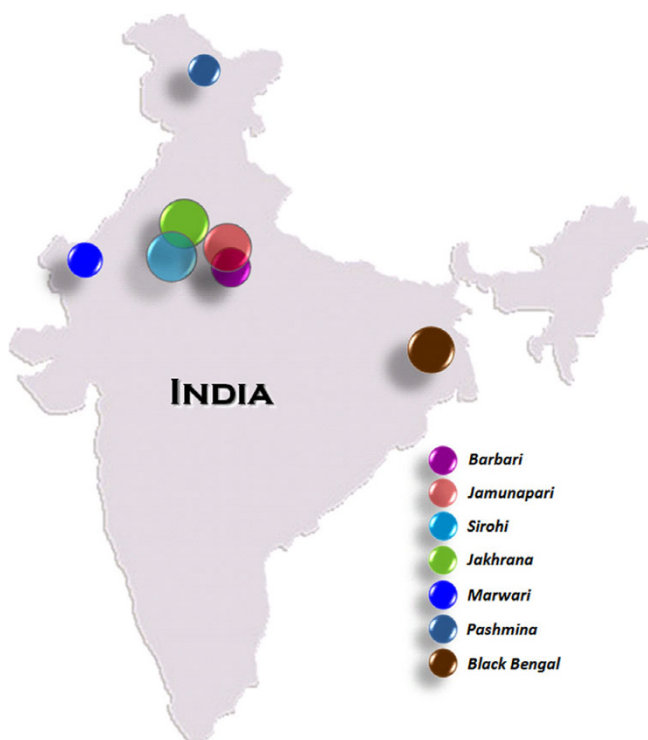 INDIA
Barbari
Jamunapari
Sirohi
Jakhrana
Marwari
Pashmina
Black Bengal